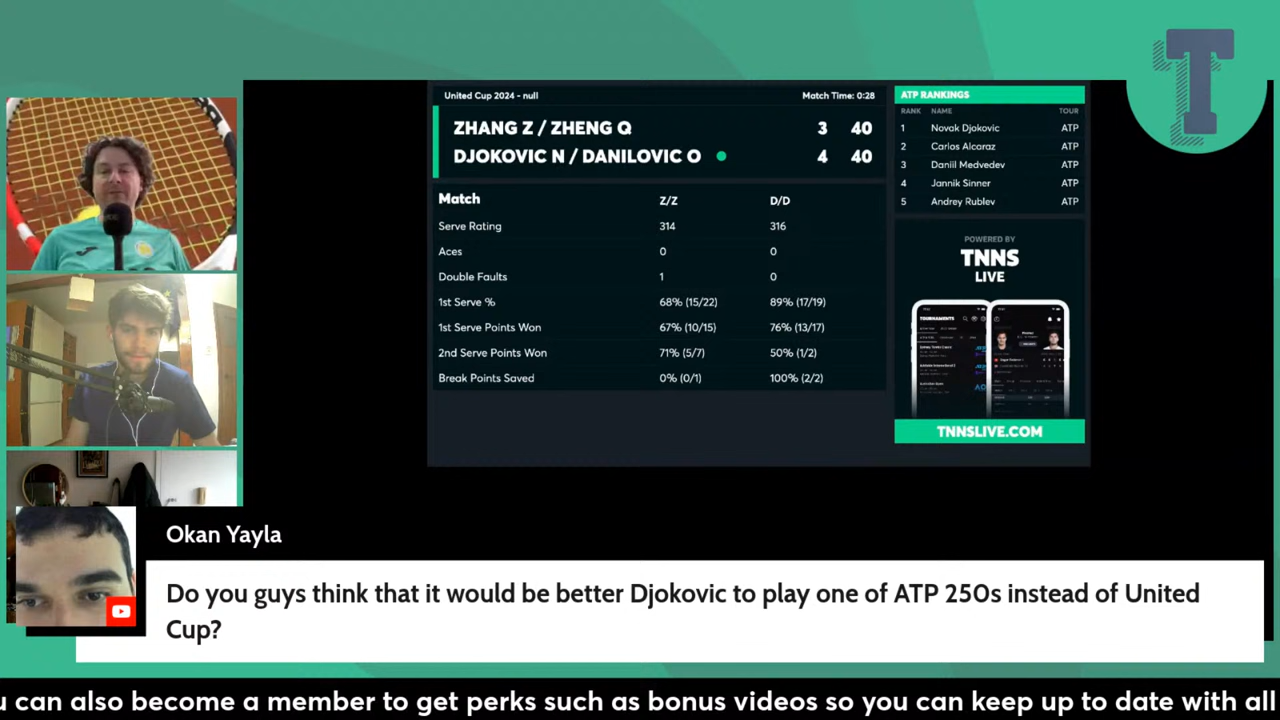 United Cup 2024 - null
Match Time: 0:28
ZHANG Z / ZHENG Q 3 40
DJOKOVIC N / DANILOVIC O 4 40
Match Z/Z D/D
Serve Rating 314 316
Aces 0 0
Double Faults 1 0
1st Serve % 68% (15/22) 89% (17/19)
1st Serve Points Won 67% (10/15) 76% (13/17)
2nd Serve Points Won 71% (5/7) 50% (1/2)
Break Points Saved 0% (0/1) 100% (2/2)
ATP RANKINGS
RANK NAME TOUR
1 Novak Djokovic ATP
2 Carlos Alcaraz ATP
3 Daniil Medvedev ATP
4 Jannik Sinner ATP
5 Andrey Rublev ATP
POWERED BY
TNNS
LIVE
TOURNAMENTS
TNNSLIVE.COM
T
Okan Yayla
Do you guys think that it would be better Djokovic to play one of ATP 250s instead of United
Cup?
u can also become a member to get perks such as bonus videos so you can keep up to date with all